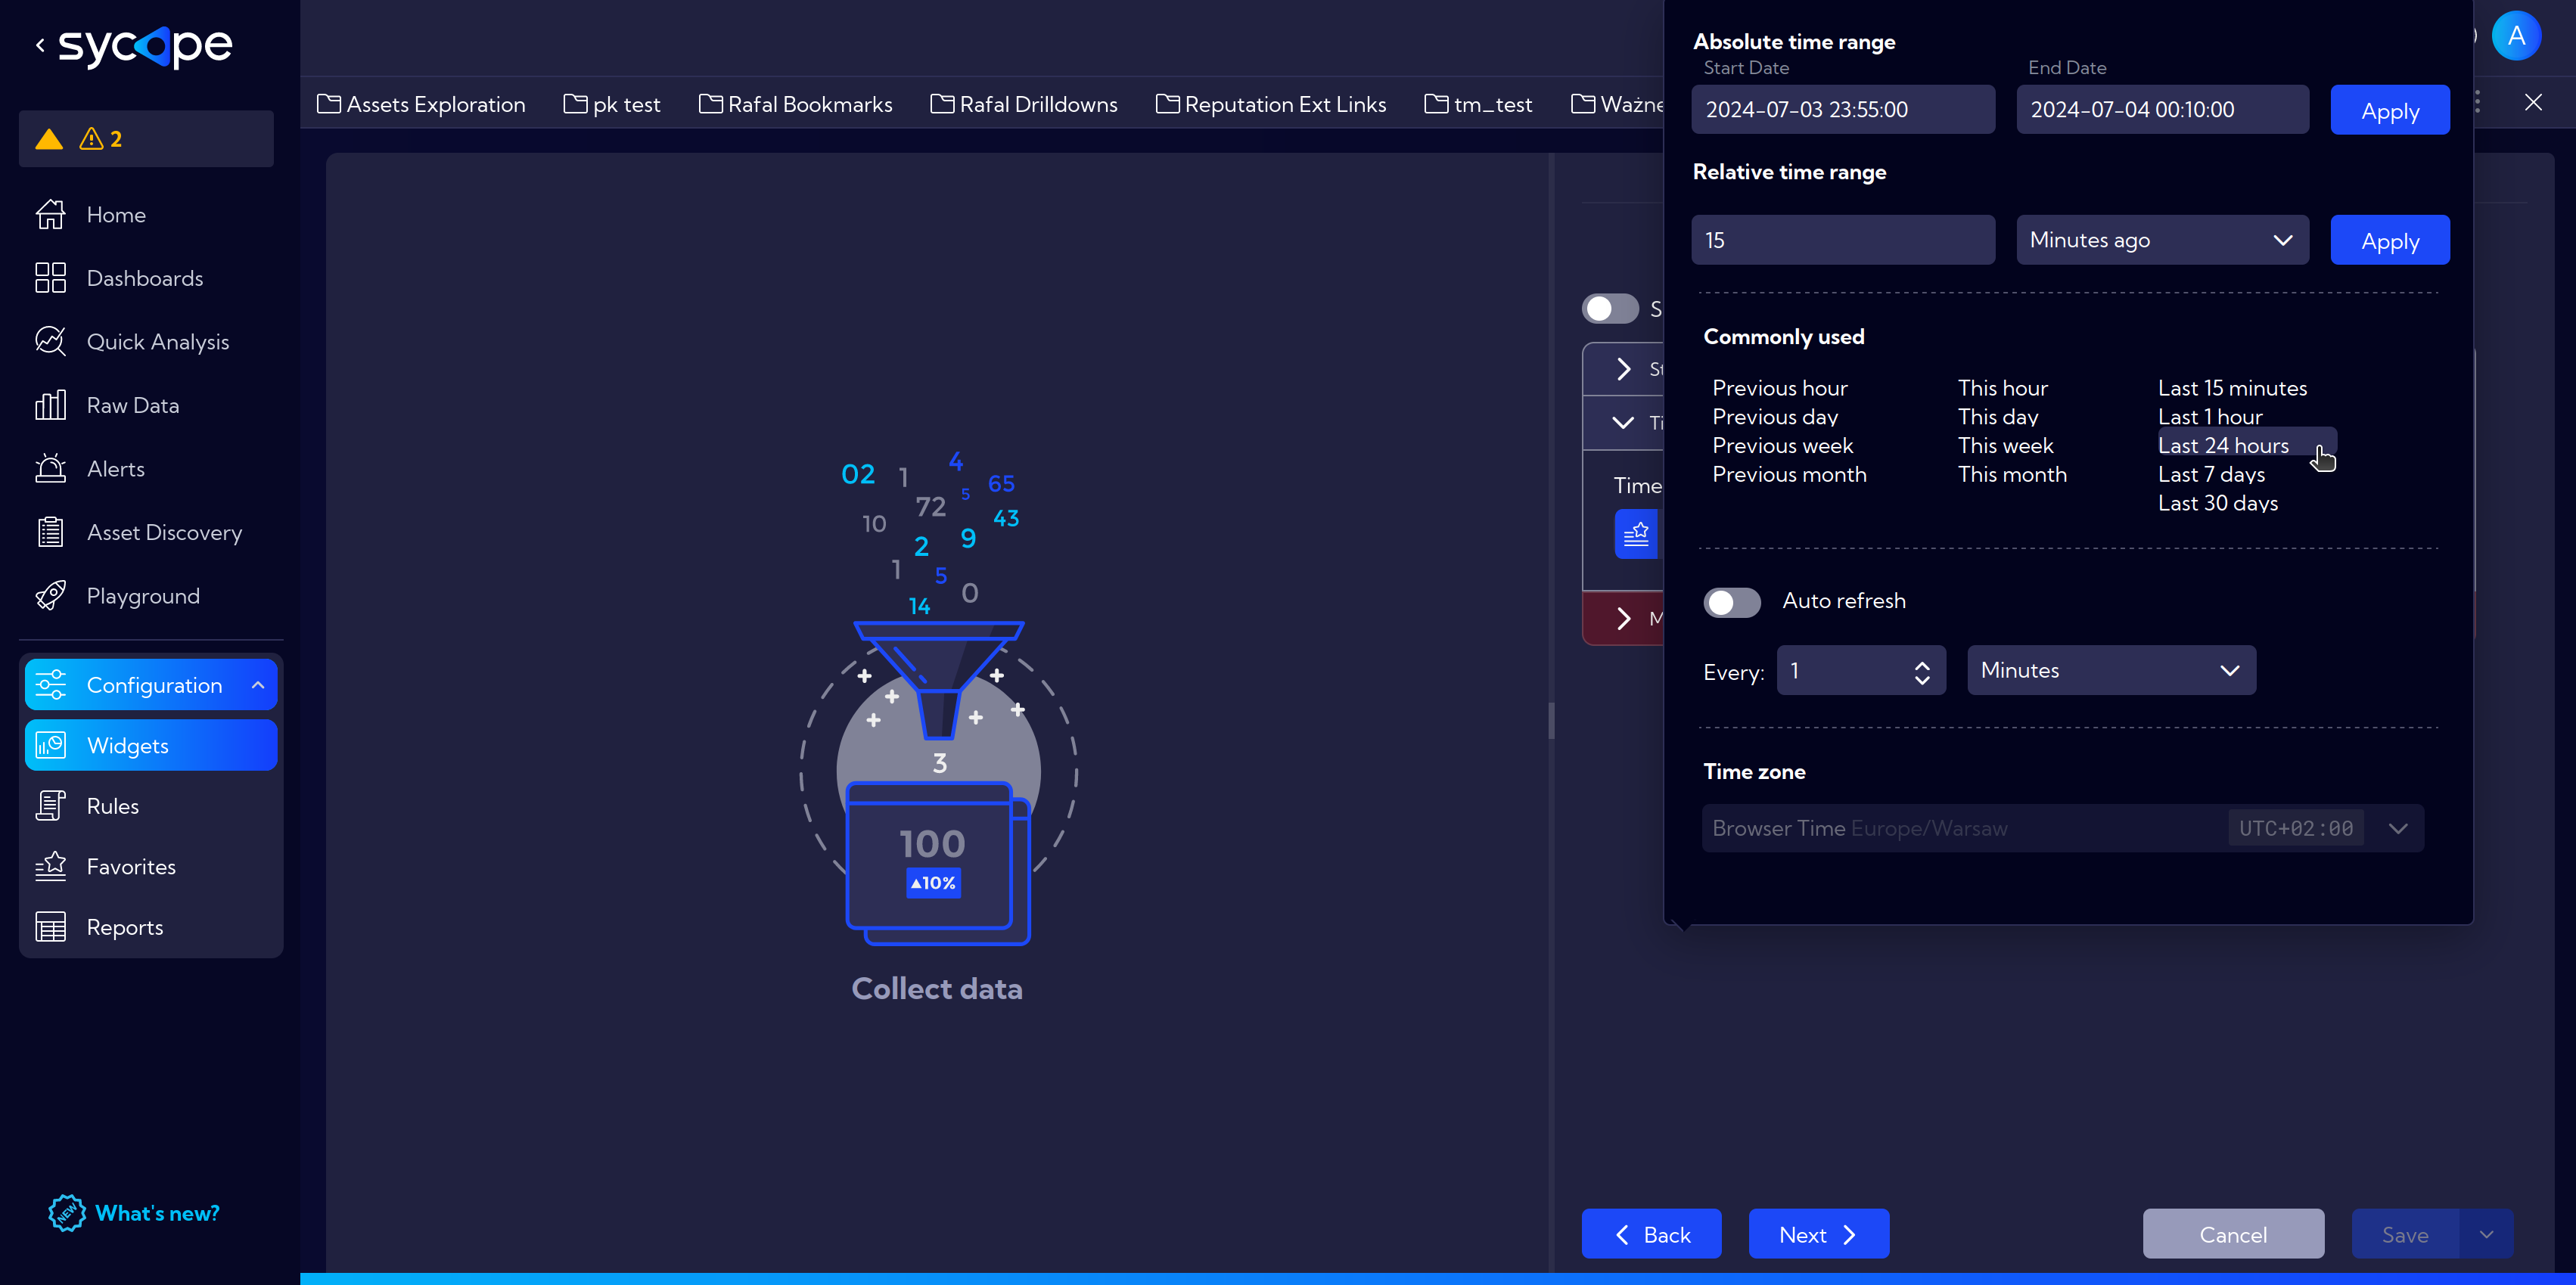 sycope
2
Home
Dashboards
Quick Analysis
Raw Data
Alerts
Asset Discovery
Playground
Configuration
Widgets
Rules
Favorites
Reports
NEW What's new?
A
Assets Exploration pk test Rafal Bookmarks Rafal Drilldowns Reputation Ext Links tm_test Ważne
02 1 4
72 5 65
10 43
2 9
1 5 0
14
3
100
▲10%
Collect data
S
St
Ti
Time
M
Absolute time range
Start Date End Date
2024-07-03 23:55:00 2024-07-04 00:10:00 Apply
Relative time range
15 Minutes ago Apply
Commonly used
Previous hour This hour Last 15 minutes
Previous day This day Last 1 hour
Previous week This week Last 24 hours
Previous month This month Last 7 days
Last 30 days
Auto refresh
Every: 1 Minutes
Time zone
Browser Time Europe/Warsaw UTC+02:00
Back Next Cancel Save